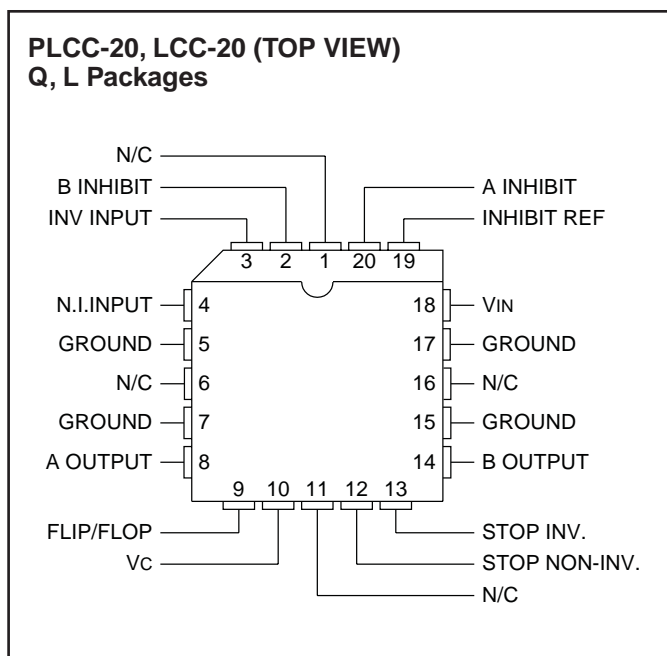 PLCC-20, LCC-20 (TOP VIEW)
Q, L Packages
N/C
B INHIBIT
A INHIBIT
INV INPUT
INHIBIT REF
3 2 1 20 19
N.I.INPUT 4 18 VIN
GROUND 5 17 GROUND
N/C 6 16 N/C
GROUND 7 15 GROUND
A OUTPUT 8 14 B OUTPUT
9 10 11 12 13
FLIP/FLOP
STOP INV.
VC
STOP NON-INV.
N/C